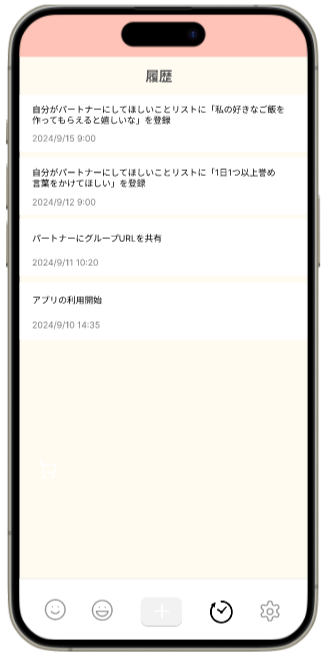 履歴
自分がパートナーにしてほしいことリストに「私の好きなご飯を
作ってもらえると嬉しいな」を登録
2024/9/15 9:00
自分がパートナーにしてほしいことリストに「1日1つ以上誉め
言葉をかけてほしい」を登録
2024/9/12 9:00
パートナーにグループURLを共有
2024/9/11 10:20
アプリの利用開始
2024/9/10 14:35